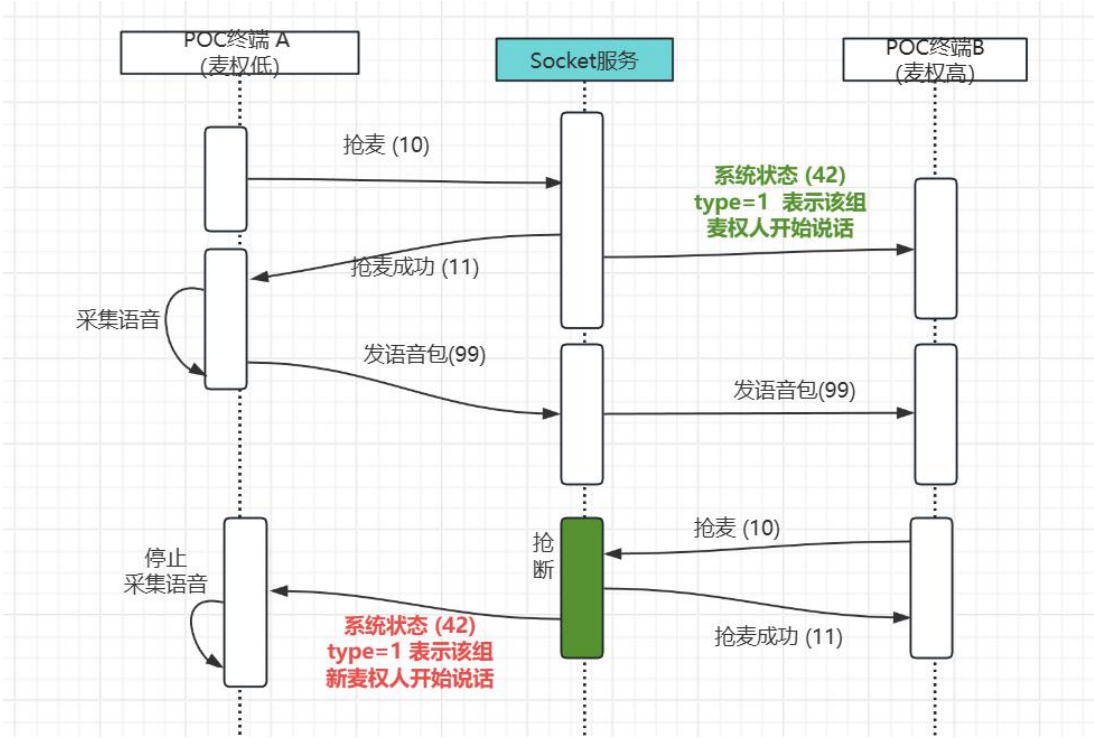 POC终端 A
(麦权低)
Socket服务
POC终端B
(麦权高)
抢麦 (10)
系统状态 (42)
type=1 表示该组
麦权人开始说话
抢麦成功 (11)
采集语音
发语音包(99)
发语音包(99)
抢麦 (10)
抢
断
停止
采集语音
系统状态 (42)
type=1 表示该组
新麦权人开始说话
抢麦成功 (11)